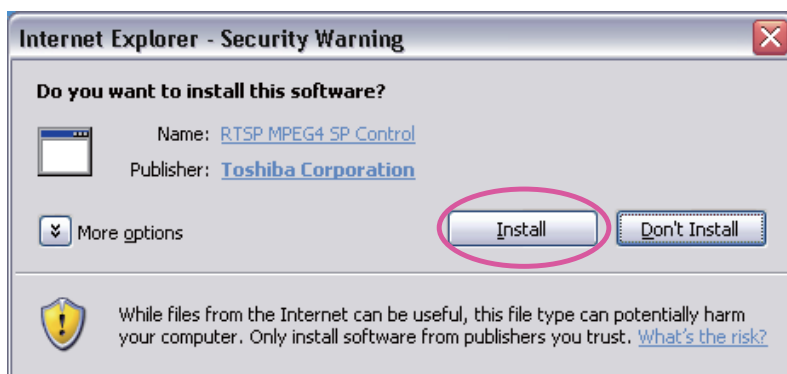 Internet Explorer - Security Warning
Do you want to install this software?
Name: RTSP MPEG4 SP Control
Publisher: Toshiba Corporation
More options
Install
Don't Install
While files from the Internet can be useful, this file type can potentially harm
your computer. Only install software from publishers you trust. What's the risk?